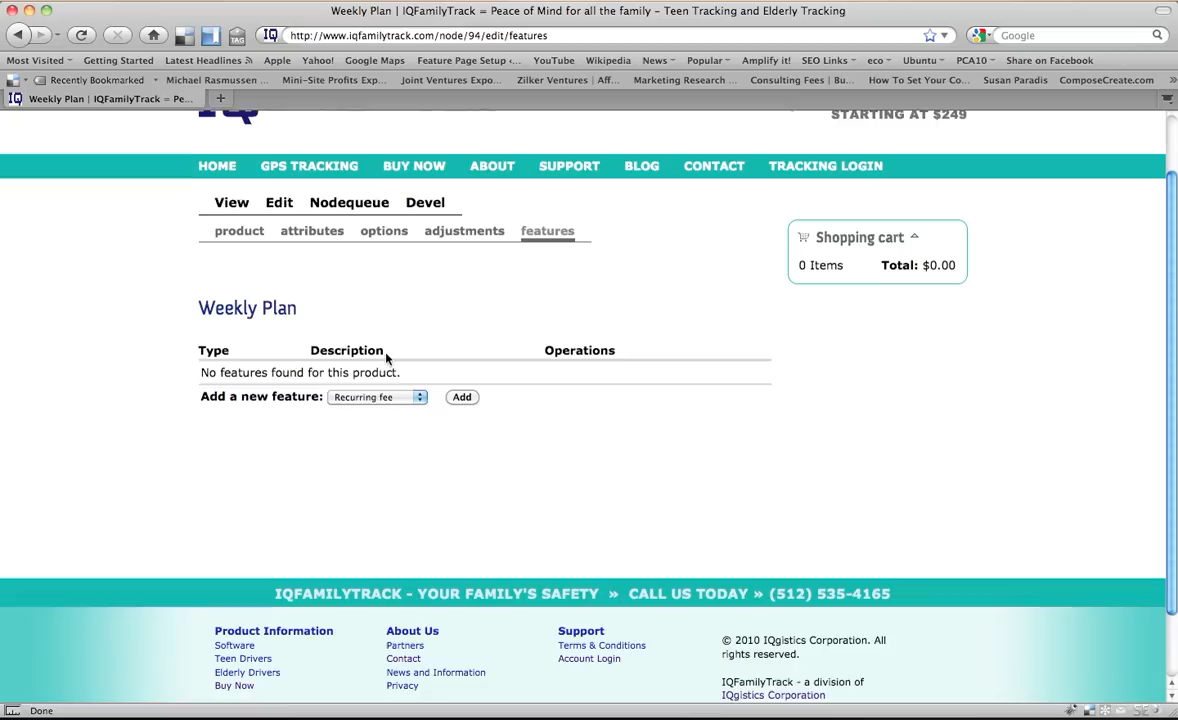 Weekly Plan | IQFamilyTrack = Peace of Mind for all the family - Teen Tracking and Elderly Tracking
IQ http://www.iqfamilytrack.com/node/94/edit/features Google
Most Visited Getting Started Latest Headlines Apple Yahoo! Google Maps Feature Page Setup ‹... YouTube Wikipedia News Popular Amplify it! SEO Links eco Ubuntu PCA10 Share on Facebook
Recently Bookmarked Michael Rasmussen ... Mini-Site Profits Exp... Joint Ventures Expo... Zilker Ventures | Aff... Marketing Research ... Consulting Fees | Bu... How To Set Your Co... Susan Paradis ComposeCreate.com »
IQ Weekly Plan | IQFamilyTrack = Pe... +
IQ
STARTING AT $249
HOME GPS TRACKING BUY NOW ABOUT SUPPORT BLOG CONTACT TRACKING LOGIN
View Edit Nodequeue Devel
product attributes options adjustments features
Shopping cart
0 Items Total: $0.00
Weekly Plan
Type Description Operations
No features found for this product.
Add a new feature: Recurring fee Add
IQFAMILYTRACK - YOUR FAMILY'S SAFETY » CALL US TODAY » (512) 535-4165
Product Information
Software
Teen Drivers
Elderly Drivers
Buy Now
About Us
Partners
Contact
News and Information
Privacy
Support
Terms & Conditions
Account Login
© 2010 IQgistics Corporation. All
rights reserved.
IQFamilyTrack - a division of
IQgistics Corporation
Done